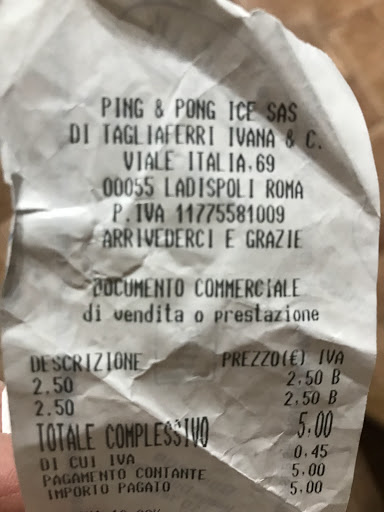 PING & PONG ICE SAS
DI TAGLIAFERRI IVANA & C.
VIALE ITALIA,69
00055 LADISPOLI ROMA
P.IVA 11775581009
ARRIVEDERCI E GRAZIE
DOCUMENTO COMMERCIALE
di vendita o prestazione
DESCRIZIONE PREZZO(€) IVA
2.50 2,50 B
2.50 2,50 B
TOTALE COMPLESSIVO 5,00
DI CUI IVA 0,45
PAGAMENTO CONTANTE 5,00
IMPORTO PAGATO 5,00